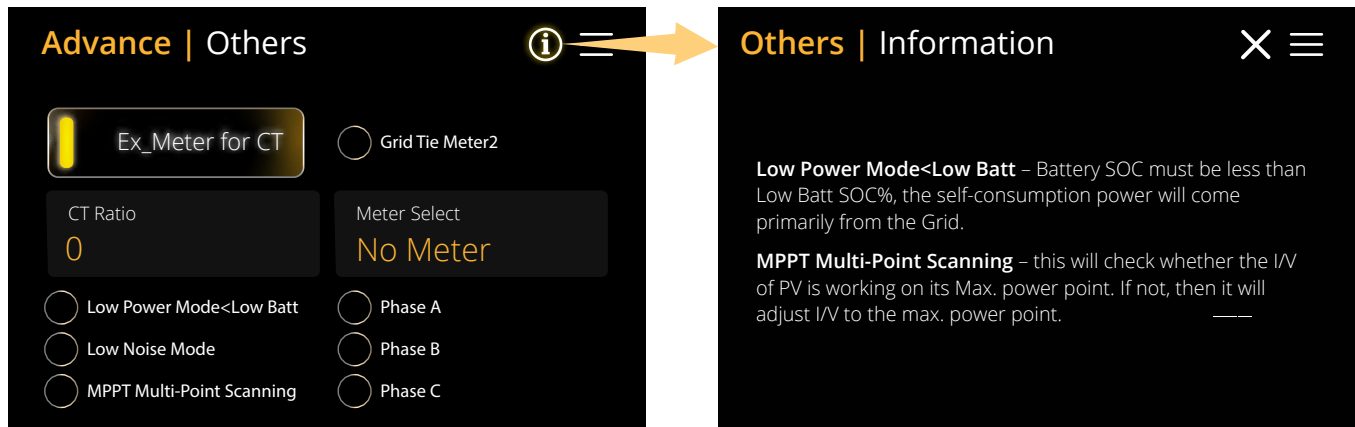 Advance | Others
Ex_Meter for CT
Grid Tie Meter2
CT Ratio
0
Meter Select
No Meter
Low Power Mode<Low Batt
Low Noise Mode
MPPT Multi-Point Scanning
Phase A
Phase B
Phase C
Others | Information
Low Power Mode<Low Batt – Battery SOC must be less than
Low Batt SOC%, the self-consumption power will come
primarily from the Grid.
MPPT Multi-Point Scanning – this will check whether the I/V
of PV is working on its Max. power point. If not, then it will
adjust I/V to the max. power point.